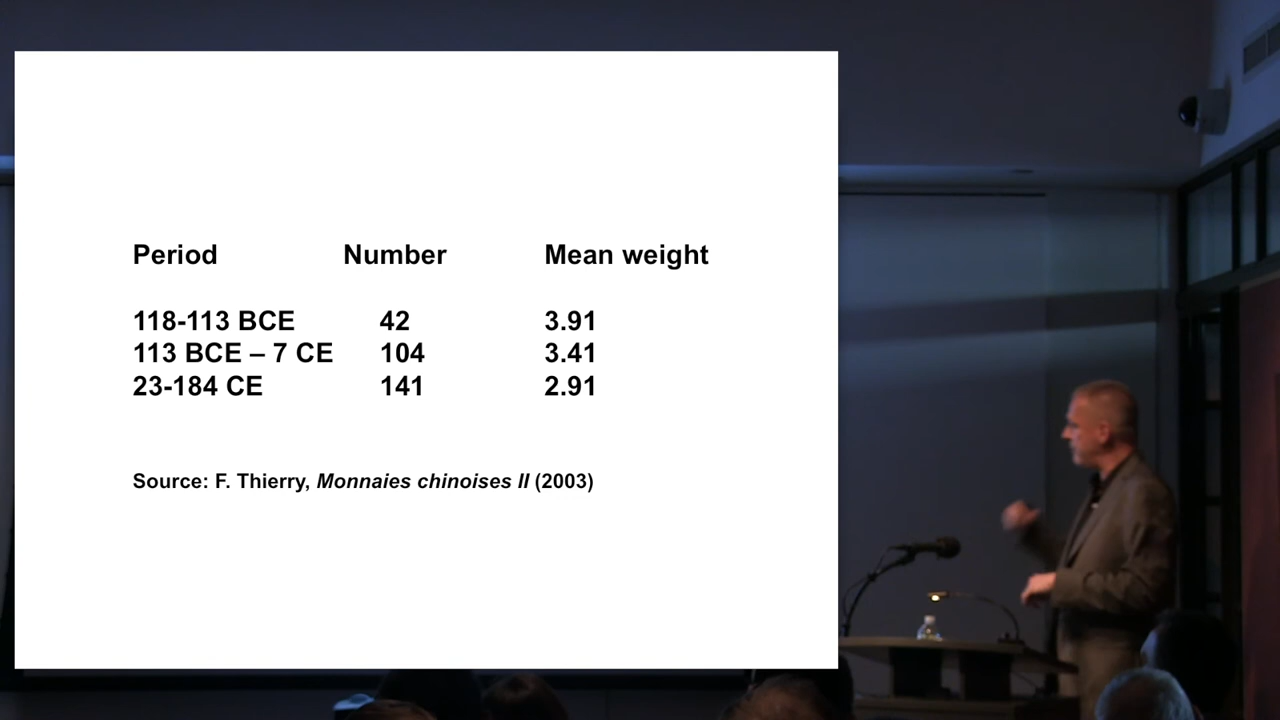 Period Number Mean weight
118-113 BCE 42 3.91
113 BCE – 7 CE 104 3.41
23-184 CE 141 2.91
Source: F. Thierry, Monnaies chinoises II (2003)